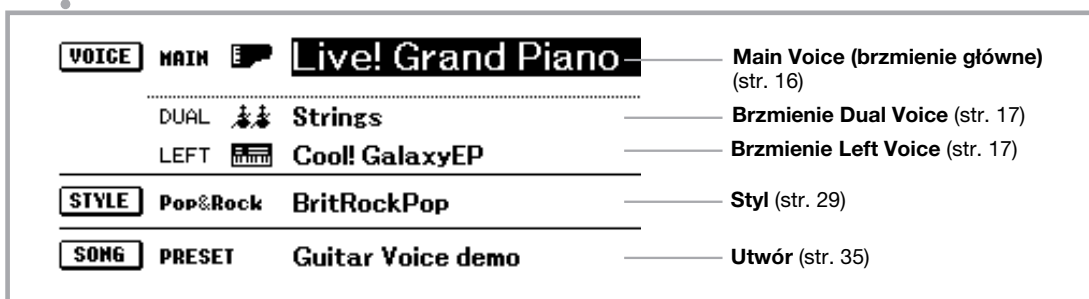 VOICE MAIN Live! Grand Piano Main Voice (brzmienie główne)
(str. 16)
DUAL Strings Brzmienie Dual Voice (str. 17)
LEFT Cool! GalaxyEP Brzmienie Left Voice (str. 17)
STYLE Pop&Rock BritRockPop Styl (str. 29)
SONG PRESET Guitar Voice demo Utwór (str. 35)